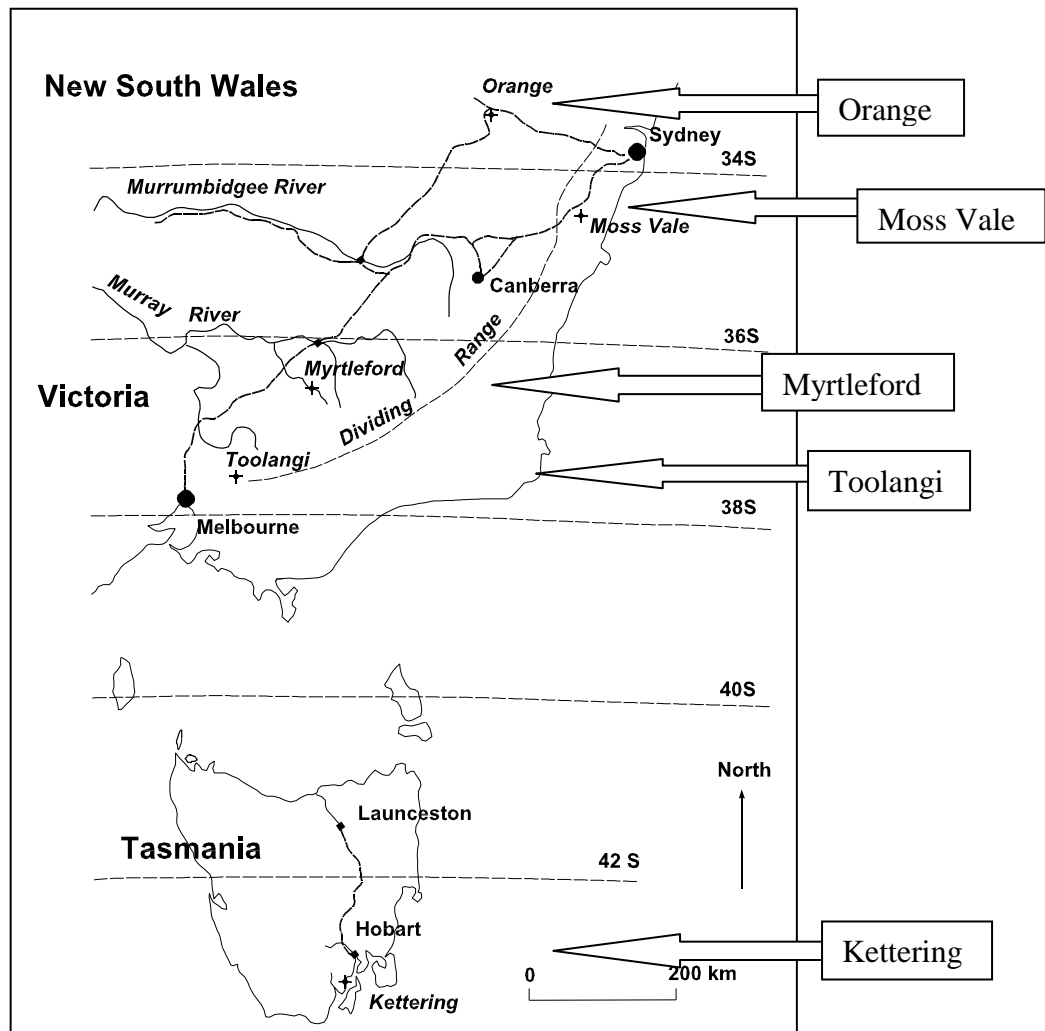 New South Wales
Orange
Orange
Sydney
34S
Murrumbidgee River
Moss Vale
Moss Vale
Canberra
Murray
River
Range
36S
Myrtleford
Myrtleford
Victoria
Dividing
Toolangi
Toolangi
38S
Melbourne
40S
North
Launceston
Tasmania
42 S
Hobart
Kettering
0
200 km
Kettering